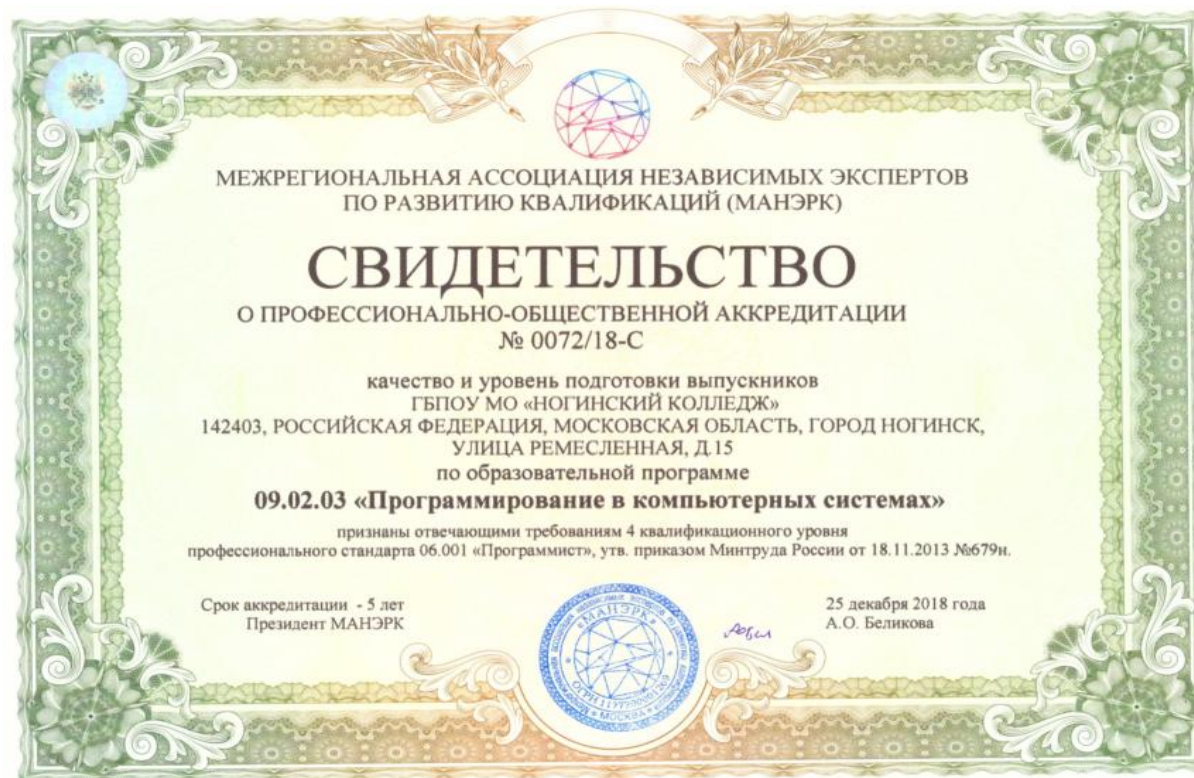 МЕЖРЕГИОНАЛЬНАЯ АССОЦИАЦИЯ НЕЗАВИСИМЫХ ЭКСПЕРТОВ
ПО РАЗВИТИЮ КВАЛИФИКАЦИЙ (МАНЭРК)
СВИДЕТЕЛЬСТВО
О ПРОФЕССИОНАЛЬНО-ОБЩЕСТВЕННОЙ АККРЕДИТАЦИИ
№ 0072/18-С
качество и уровень подготовки выпускников
ГБПОУ МО «НОГИНСКИЙ КОЛЛЕДЖ»
142403, РОССИЙСКАЯ ФЕДЕРАЦИЯ, МОСКОВСКАЯ ОБЛАСТЬ, ГОРОД НОГИНСК,
УЛИЦА РЕМЕСЛЕННАЯ, Д.15
по образовательной программе
09.02.03 «Программирование в компьютерных системах»
признаны отвечающими требованиям 4 квалификационного уровня
профессионального стандарта 06.001 «Программист», утв. приказом Минтруда России от 18.11.2013 №679н.
Срок аккредитации - 5 лет
Президент МАНЭРК
25 декабря 2018 года
А.О. Беликова
«МАНЭРК»
МОСКВА